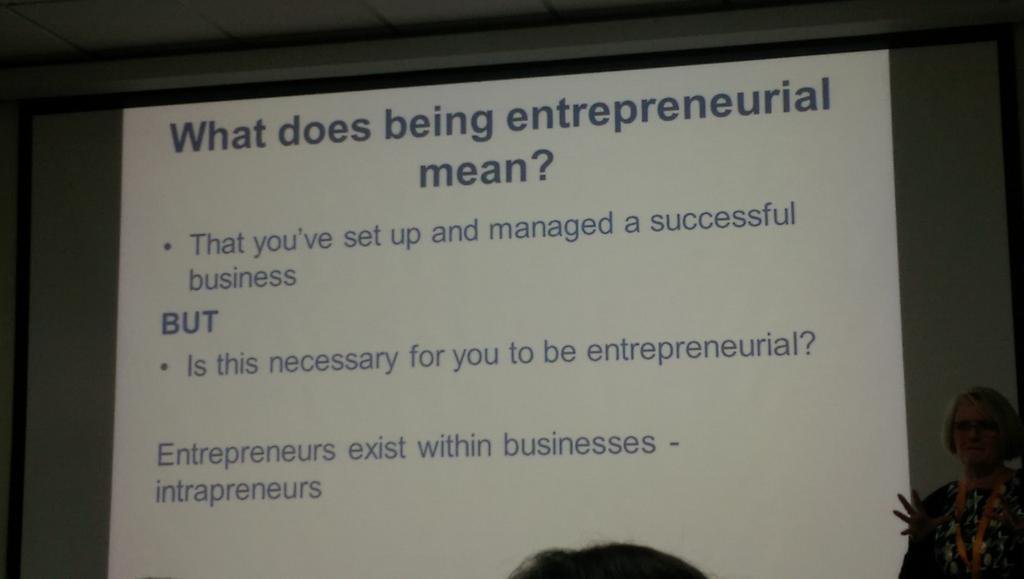 What does being entrepreneurial
mean?
• That you've set up and managed a successful
business
BUT
• Is this necessary for you to be entrepreneurial?
Entrepreneurs exist within businesses -
intrapreneurs